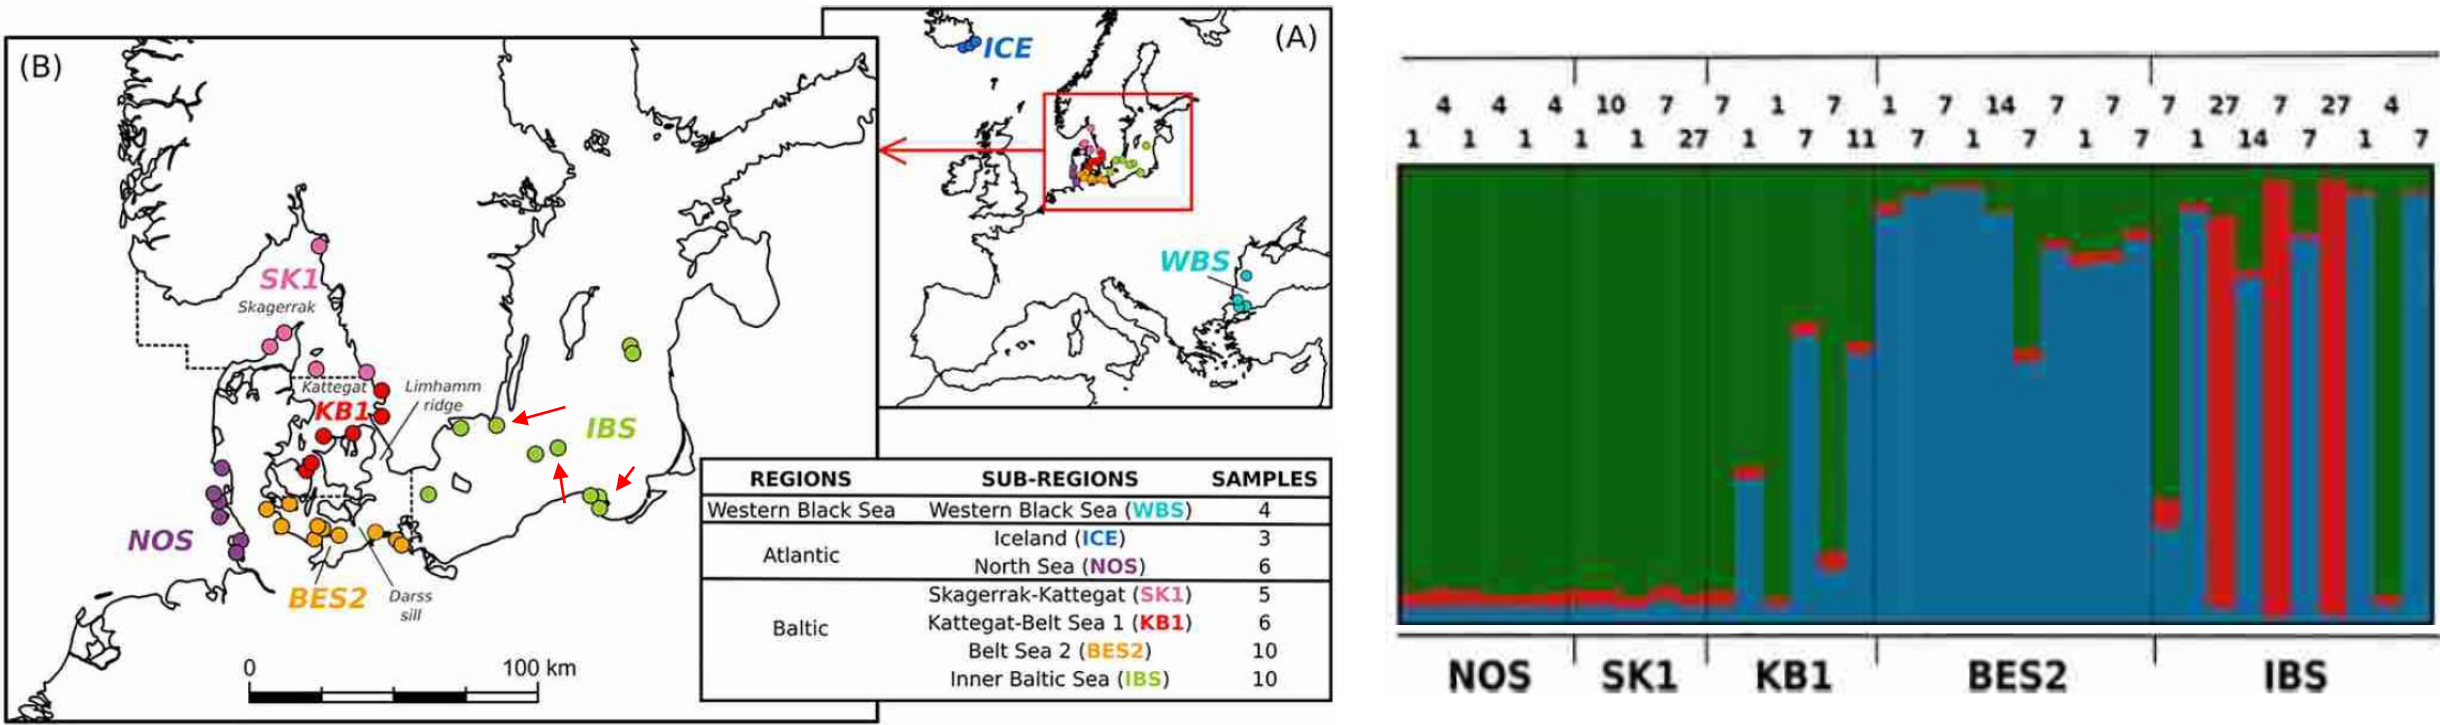 (B)
SK1
Skagerrak
Kattegat
KB1
Limhamm
ridge
IBS
NOS
BES2
Darss
sill
0 100 km
(A)
ICE
WBS
REGIONS SUB-REGIONS SAMPLES
Western Black Sea Western Black Sea (WBS) 4
Atlantic
Iceland (ICE) 3
North Sea (NOS) 6
Baltic
Skagerrak-Kattegat (SK1) 5
Kattegat-Belt Sea 1 (KB1) 6
Belt Sea 2 (BES2) 10
Inner Baltic Sea (IBS) 10
4 4 4 10 7 7 1 7 1 7 14 7 7 7 27 7 27 4
1 1 1 1 1 27 1 7 11 7 1 7 1 7 1 14 7 1 7
NOS SK1 KB1 BES2 IBS